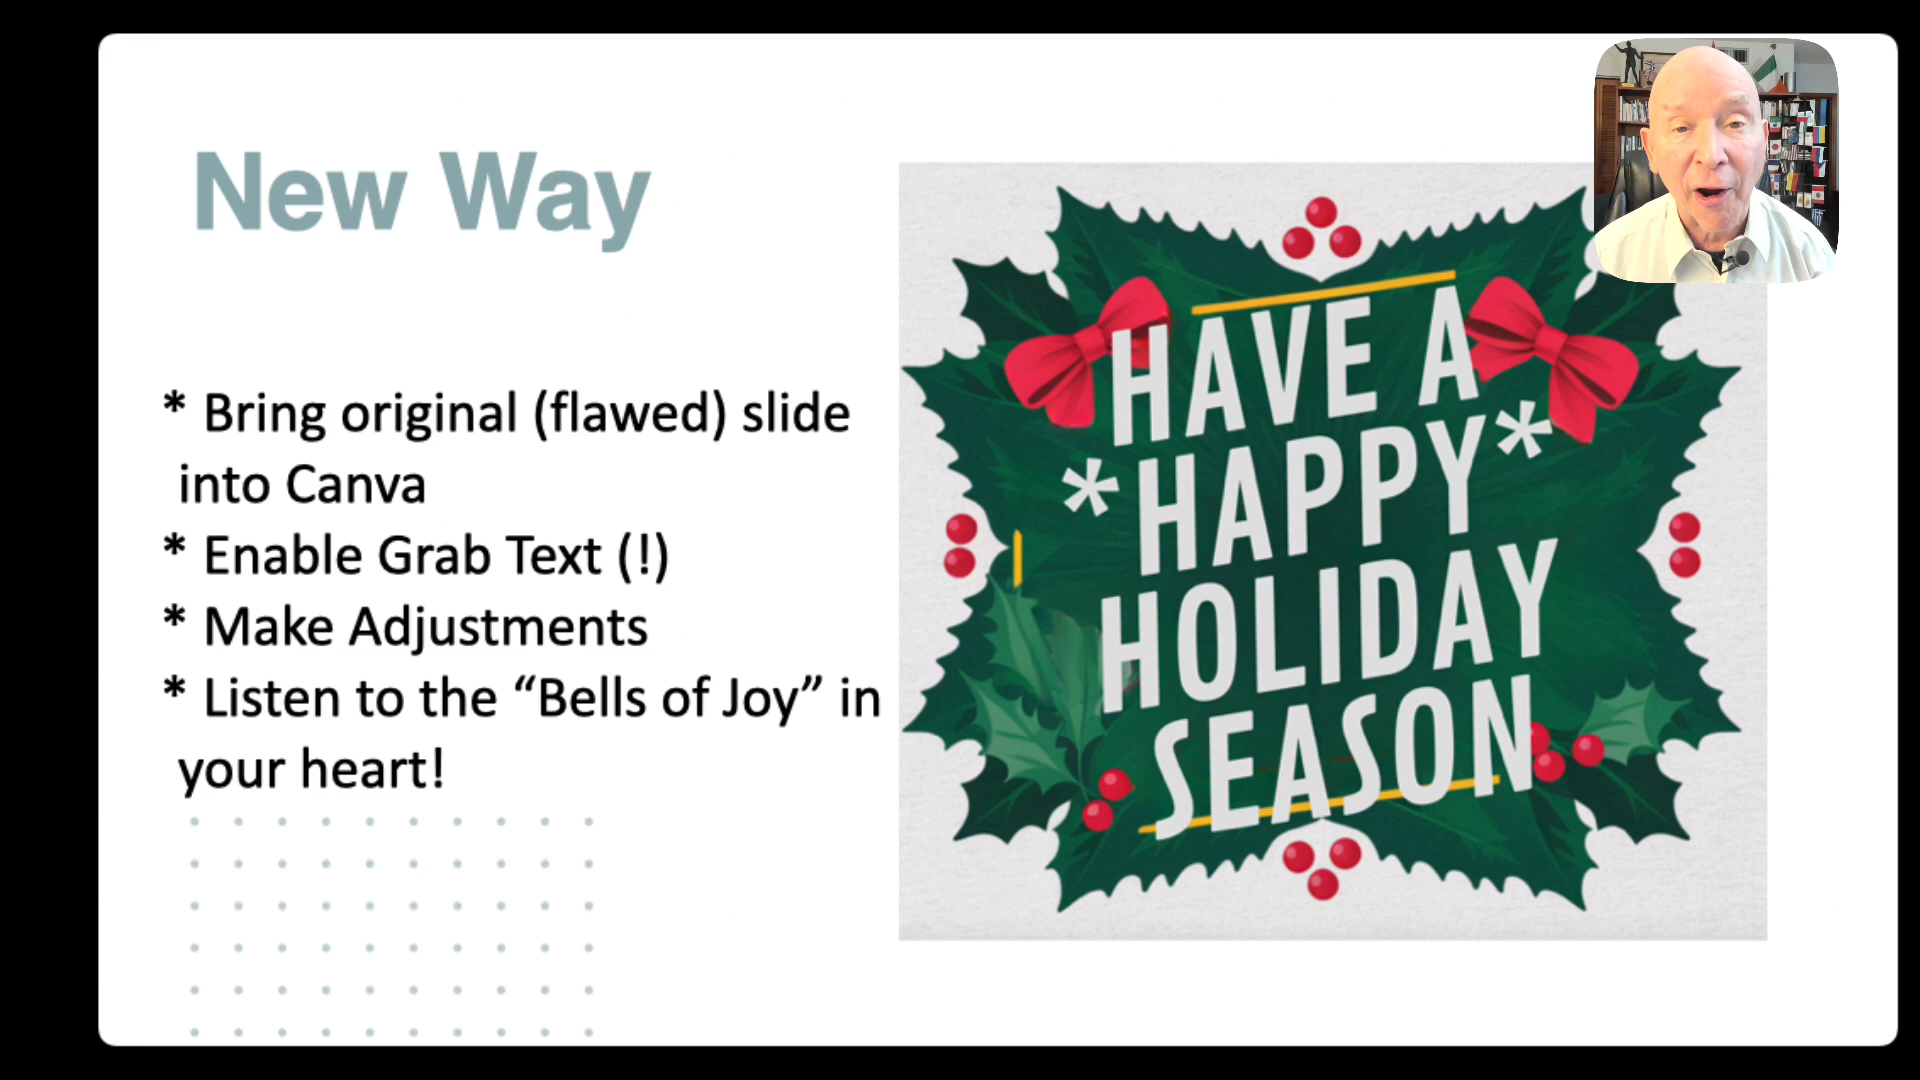 New Way
* Bring original (flawed) slide
into Canva
* Enable Grab Text (!)
* Make Adjustments
* Listen to the “Bells of Joy” in
your heart!
HAVE A
*HAPPY*
HOLIDAY
SEASON